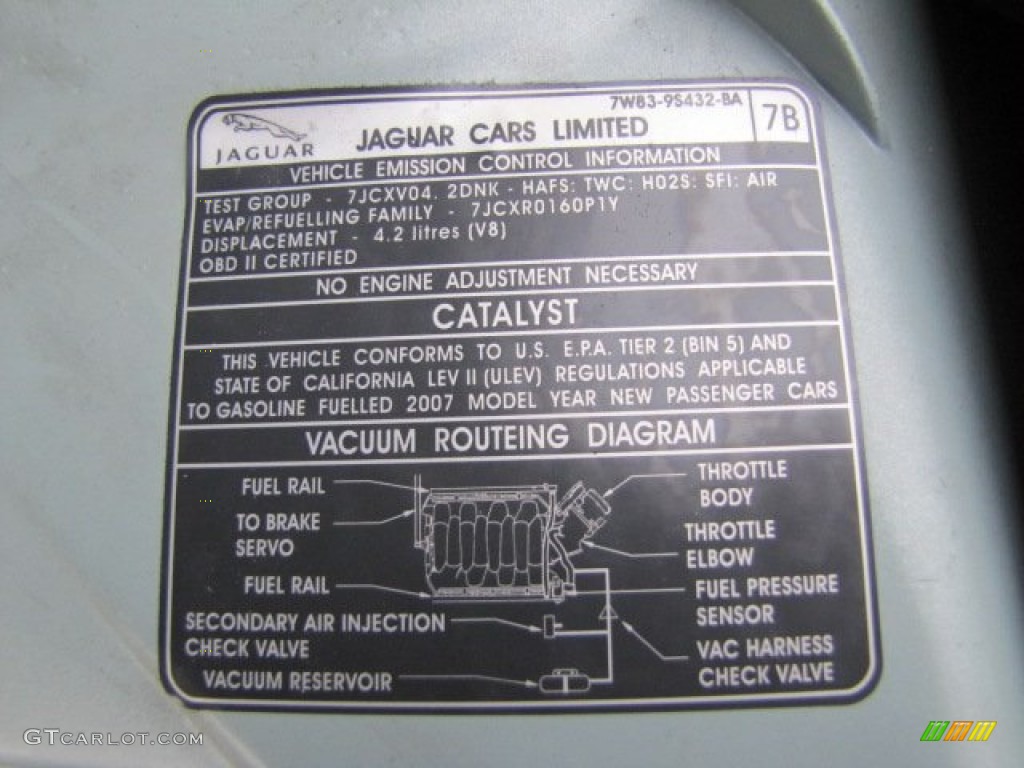 7W83-9S432-BA
JAGUAR
JAGUAR CARS LIMITED
7B
VEHICLE EMISSION CONTROL INFORMATION
TEST GROUP - 7JCXV04. 2DNK - HAFS: TWC: H02S: SFI: AIR
EVAP/REFUELLING FAMILY - 7JCXR0160P1Y
DISPLACEMENT - 4.2 litres (V8)
OBD II CERTIFIED
NO ENGINE ADJUSTMENT NECESSARY
CATALYST
THIS VEHICLE CONFORMS TO U.S. E.P.A. TIER 2 (BIN 5) AND
STATE OF CALIFORNIA LEV II (ULEV) REGULATIONS APPLICABLE
TO GASOLINE FUELLED 2007 MODEL YEAR NEW PASSENGER CARS
VACUUM ROUTEING DIAGRAM
FUEL RAIL
TO BRAKE
SERVO
FUEL RAIL
SECONDARY AIR INJECTION
CHECK VALVE
VACUUM RESERVOIR
THROTTLE
BODY
THROTTLE
ELBOW
FUEL PRESSURE
SENSOR
VAC HARNESS
CHECK VALVE
GTCARLOT.COM